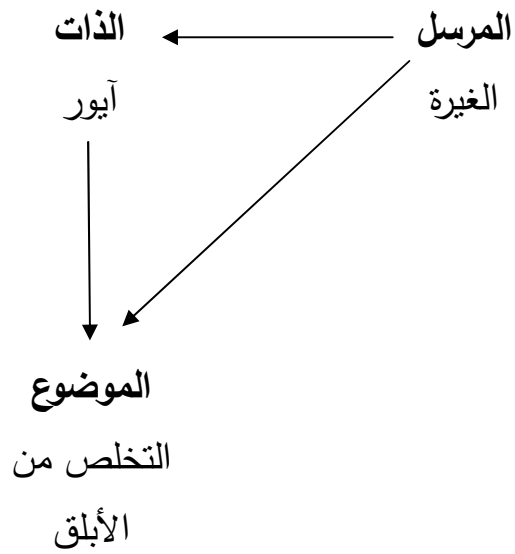 المرسل
الغيرة
الذات
آيور
الموضوع
التخلص من
الأبلق